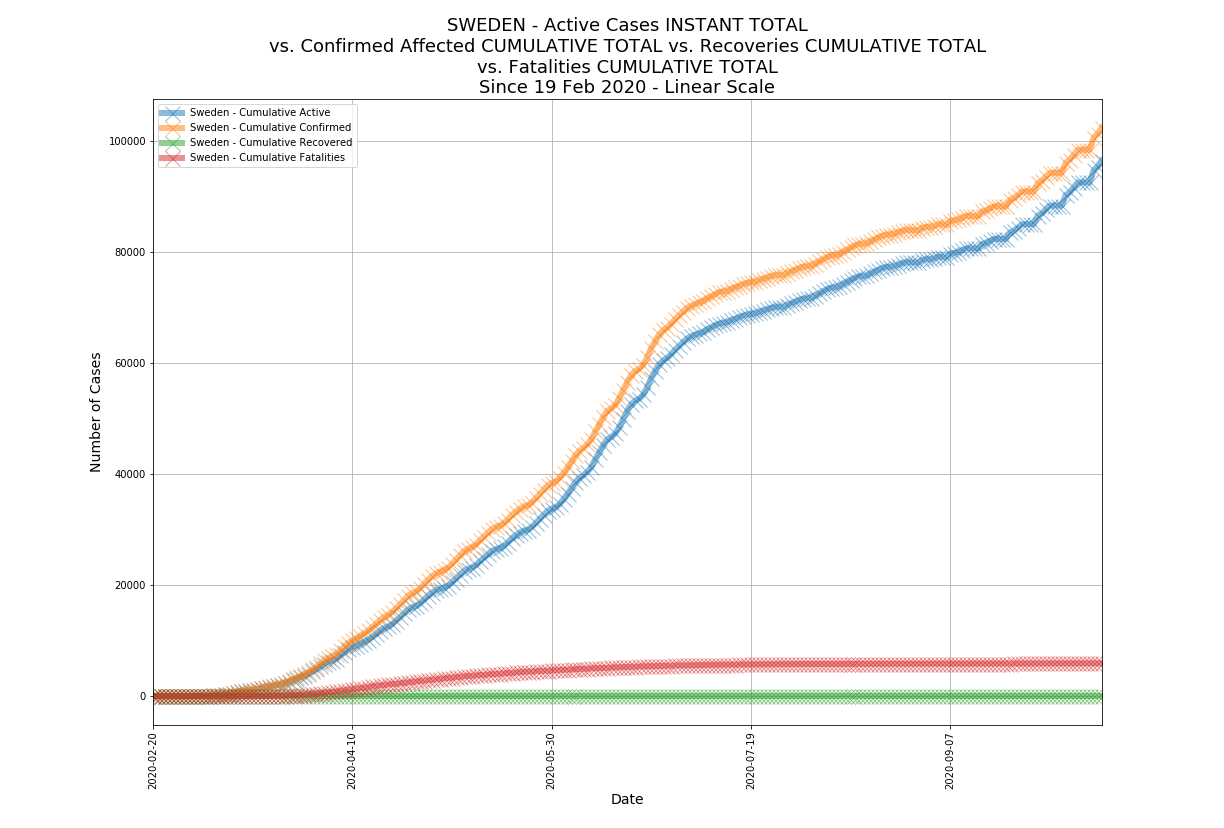 SWEDEN - Active Cases INSTANT TOTAL
vs. Confirmed Affected CUMULATIVE TOTAL vs. Recoveries CUMULATIVE TOTAL
vs. Fatalities CUMULATIVE TOTAL
Since 19 Feb 2020 - Linear Scale
Sweden - Cumulative Active
Sweden - Cumulative Confirmed
Sweden - Cumulative Recovered
Sweden - Cumulative Fatalities
100000
80000
60000
40000
20000
0
Number of Cases
2020-02-20
2020-04-10
2020-05-30
2020-07-19
2020-09-07
Date